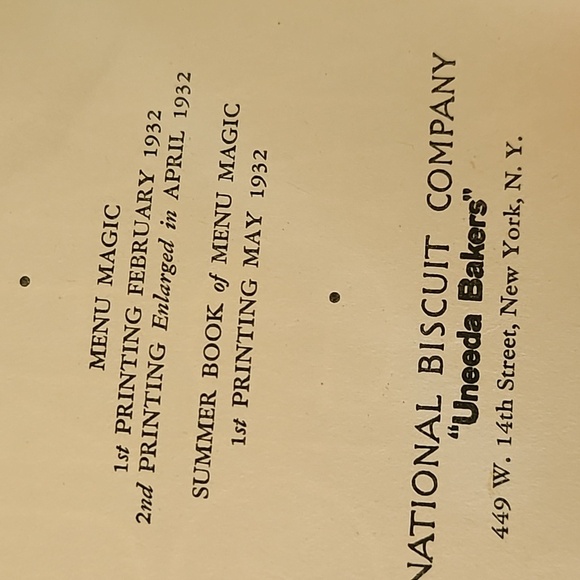 MENU MAGIC
1st PRINTING FEBRUARY 1932
2nd PRINTING Enlarged in APRIL 1932
SUMMER BOOK of MENU MAGIC
1st PRINTING MAY 1932
NATIONAL BISCUIT COMPANY
"Uneeda Bakers"
449 W. 14th Street, New York, N. Y.